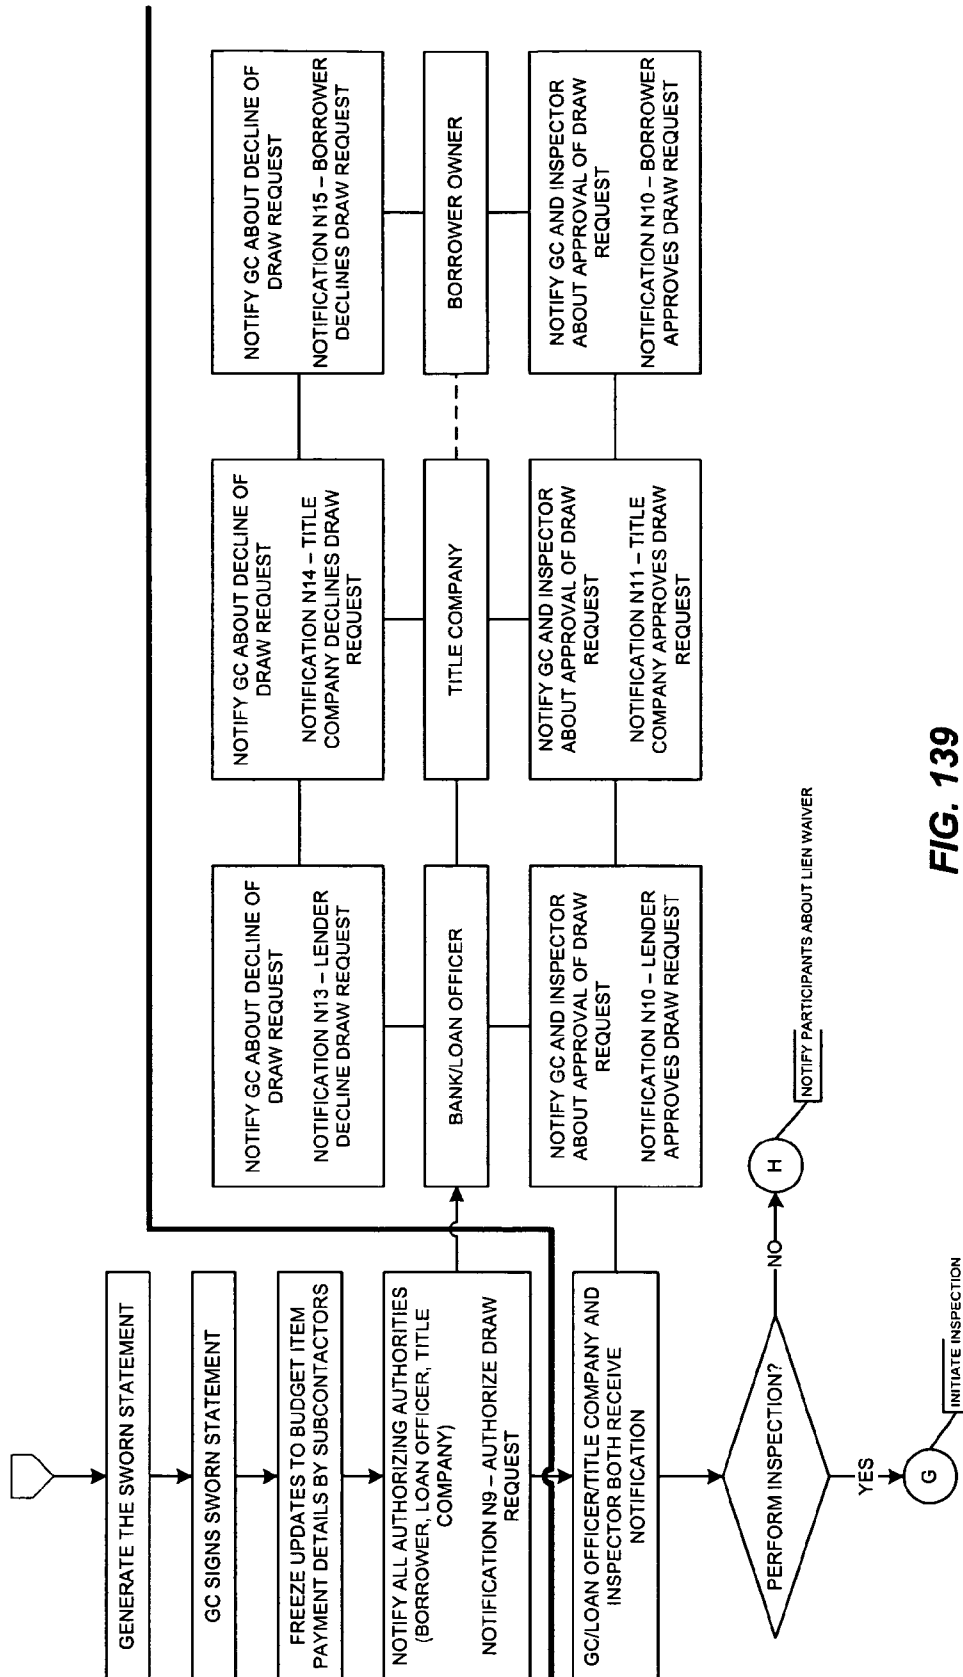 GENERATE THE SWORN STATEMENT
GC SIGNS SWORN STATEMENT
FREEZE UPDATES TO BUDGET ITEM
PAYMENT DETAILS BY SUBCONTACTORS
NOTIFY ALL AUTHORIZING AUTHORITIES
(BORROWER, LOAN OFFICER, TITLE
COMPANY)
NOTIFICATION N9 – AUTHORIZE DRAW
REQUEST
GC/LOAN OFFICER/TITLE COMPANY AND
INSPECTOR BOTH RECEIVE
NOTIFICATION
PERFORM INSPECTION?
YES
G
INITIATE INSPECTION
NO
H
NOTIFY PARTICIPANTS ABOUT LIEN WAIVER
NOTIFY GC ABOUT DECLINE OF
DRAW REQUEST
NOTIFICATION N13 – LENDER
DECLINE DRAW REQUEST
BANK/LOAN OFFICER
NOTIFY GC AND INSPECTOR
ABOUT APPROVAL OF DRAW
REQUEST
NOTIFICATION N10 – LENDER
APPROVES DRAW REQUEST
NOTIFY GC ABOUT DECLINE OF
DRAW REQUEST
NOTIFICATION N14 – TITLE
COMPANY DECLINES DRAW
REQUEST
TITLE COMPANY
NOTIFY GC AND INSPECTOR
ABOUT APPROVAL OF DRAW
REQUEST
NOTIFICATION N11 – TITLE
COMPANY APPROVES DRAW
REQUEST
NOTIFY GC ABOUT DECLINE OF
DRAW REQUEST
NOTIFICATION N15 – BORROWER
DECLINES DRAW REQUEST
BORROWER OWNER
NOTIFY GC AND INSPECTOR
ABOUT APPROVAL OF DRAW
REQUEST
NOTIFICATION N10 – BORROWER
APPROVES DRAW REQUEST
FIG. 139